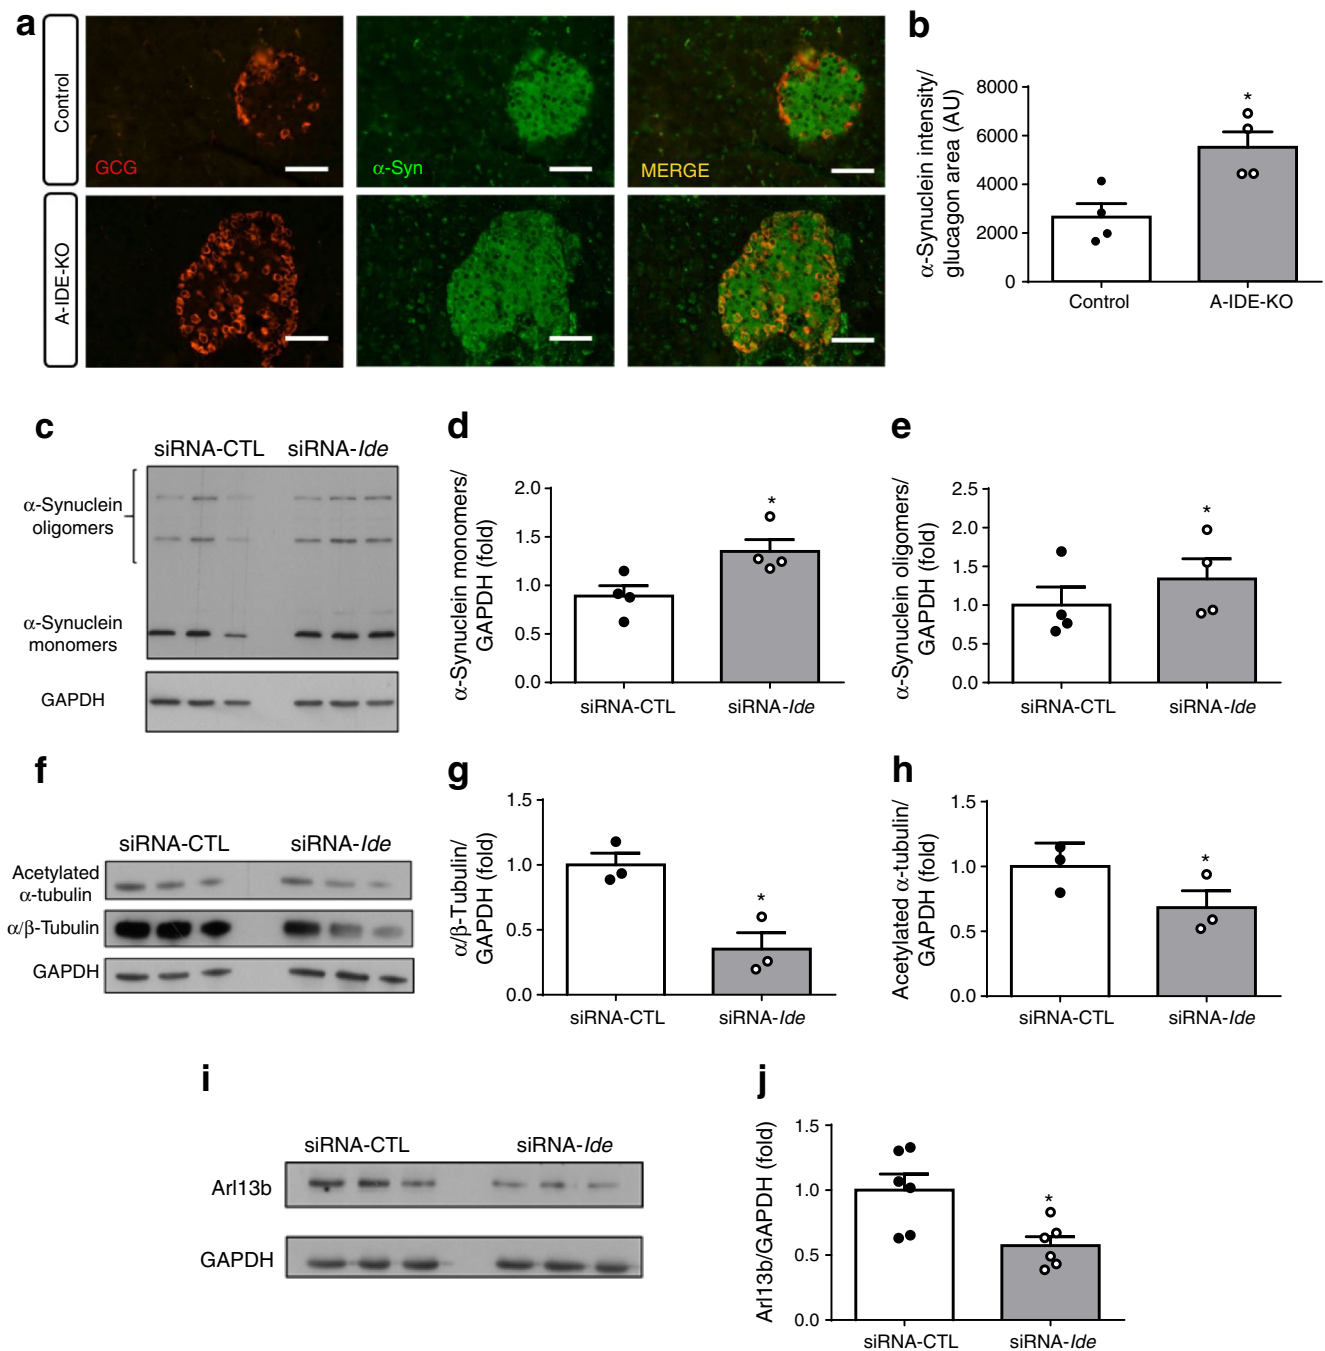 a
Control
GCG
α-Syn
MERGE
A-IDE-KO
b
α-Synuclein intensity/
glucagon area (AU)
8000
6000
4000
2000
0
*
Control
A-IDE-KO
c
siRNA-CTL
siRNA-Ide
α-Synuclein
oligomers
α-Synuclein
monomers
GAPDH
d
α-Synuclein monomers/
GAPDH (fold)
2.0
1.5
1.0
0.5
0.0
*
siRNA-CTL
siRNA-Ide
e
α-Synuclein oligomers/
GAPDH (fold)
2.5
2.0
1.5
1.0
0.5
0.0
*
siRNA-CTL
siRNA-Ide
f
siRNA-CTL
siRNA-Ide
Acetylated
α-tubulin
α/β-Tubulin
GAPDH
g
α/β-Tubulin/
GAPDH (fold)
1.5
1.0
0.5
0.0
*
siRNA-CTL
siRNA-Ide
h
Acetylated α-tubulin/
GAPDH (fold)
1.5
1.0
0.5
0.0
*
siRNA-CTL
siRNA-Ide
i
siRNA-CTL
siRNA-Ide
Arl13b
GAPDH
j
Arl13b/GAPDH (fold)
1.5
1.0
0.5
0.0
*
siRNA-CTL
siRNA-Ide